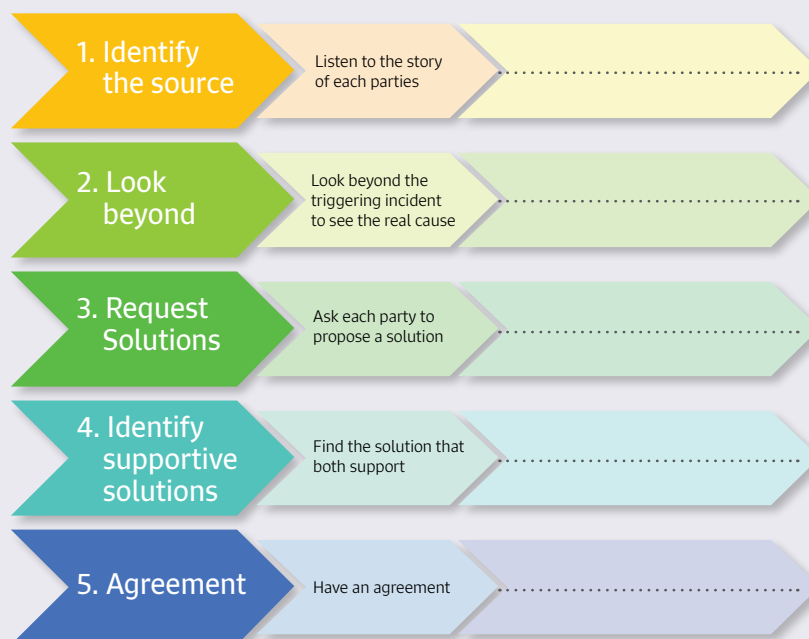 1. Identify
the source
Listen to the story
of each parties
2. Look
beyond
Look beyond the
triggering incident
to see the real cause
3. Request
Solutions
Ask each party to
propose a solution
4. Identify
supportive
solutions
Find the solution that
both support
5. Agreement
Have an agreement